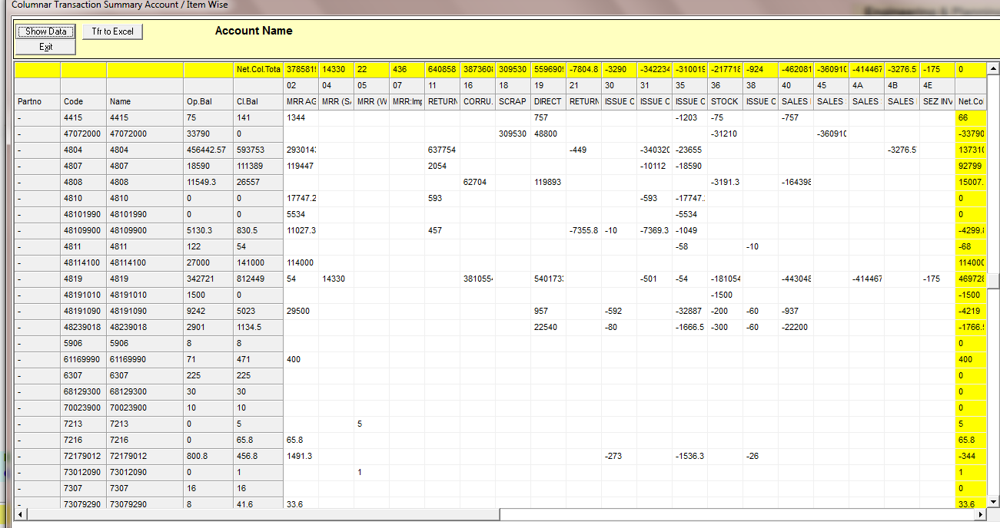 Columnar Transaction Summary Account / Item Wise
Show Data Tfr to Excel Account Name
Exit
Net.Col.Tota 378581 14330 22 436 640858 387360 309530 559690 -7804.8 -3290 -342234 -310019 -217718 -924 -462081 -360910 -414467 -3276.5 -175 0
02 04 05 07 11 16 18 19 21 30 31 35 36 38 40 45 4A 4B 4E
Partno Code Name Op.Bal Cl.Bal MRR AG MRR (SA MRR (W MRR:Imp RETURN CORRU. SCRAP DIRECT RETURN ISSUE C ISSUE C ISSUE C STOCK ISSUE C SALES SALES SALES SALES SEZ INV Net.Col
- 4415 4415 75 141 1344 757 -1203 -75 -757 66
- 47072000 47072000 33790 0 309530 48800 -31210 -360910 -33790
- 4804 4804 456442.57 593753 293014 637754 -449 -340320 -23655 -3276.5 137310
- 4807 4807 18590 111389 119447 2054 -10112 -18590 92799
- 4808 4808 11549.3 26557 62704 119893 -3191.3 -164398 15007.
- 4810 4810 0 0 17747.2 593 -593 -17747. 0
- 48101990 48101990 0 0 5534 -5534 0
- 48109900 48109900 5130.3 830.5 11027.3 457 -7355.8 -10 -7369.3 -1049 -4299.8
- 4811 4811 122 54 -58 -10 -68
- 48114100 48114100 27000 141000 114000 114000
- 4819 4819 342721 812449 54 14330 381055 540173 -501 -54 -181054 -443048 -414467 -175 469728
- 48191010 48191010 1500 0 -1500 -1500
- 48191090 48191090 9242 5023 29500 957 -592 -32887 -200 -60 -937 -4219
- 48239018 48239018 2901 1134.5 22540 -80 -1666.5 -300 -60 -22200 -1766.
- 5906 5906 8 8 0
- 61169990 61169990 71 471 400 400
- 6307 6307 225 225 0
- 68129300 68129300 30 30 0
- 70023900 70023900 10 10 0
- 7213 7213 0 5 5 5
- 7216 7216 0 65.8 65.8 65.8
- 72179012 72179012 800.8 456.8 1491.3 -273 -1536.3 -26 -344
- 73012090 73012090 0 1 1 1
- 7307 7307 16 16 0
- 73079290 73079290 8 41.6 33.6 33.6